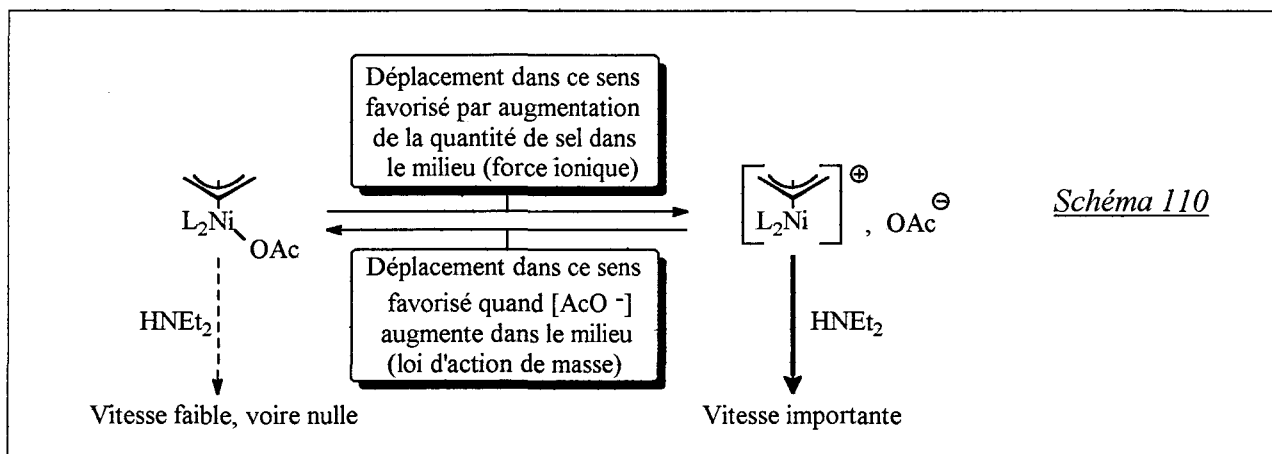 Déplacement dans ce sens
favorisé par augmentation
de la quantité de sel dans
le milieu (force ionique)
L₂Ni
OAc
⊕
L₂Ni
, OAc⊖
Schéma 110
Déplacement dans ce sens
favorisé quand [AcO ⁻]
augmente dans le milieu
(loi d'action de masse)
HNEt₂
HNEt₂
Vitesse faible, voire nulle
Vitesse importante